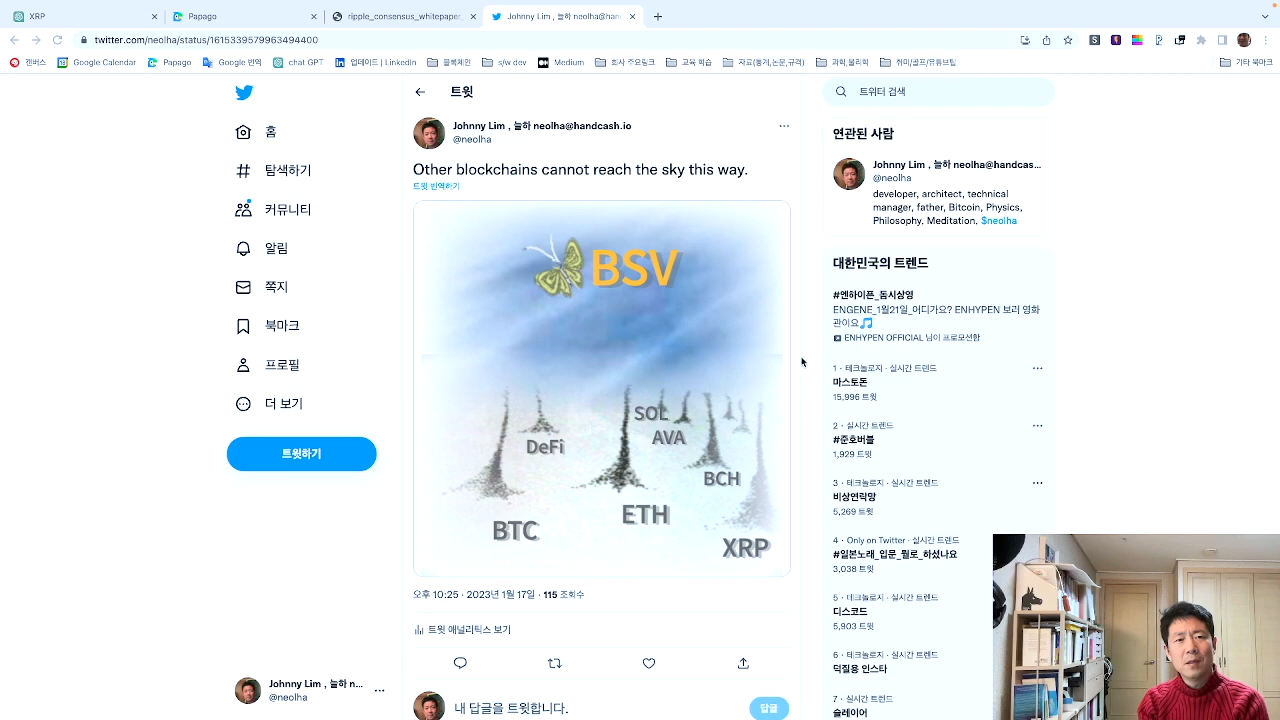 XRP
Papago
ripple_consensus_whitepaper
Johnny Lim , 늘하 neolha@han
twitter.com/neolha/status/1615339579963494400
캔버스
Google Calendar
Papago
Google 번역
chat GPT
업데이트 | LinkedIn
블록체인
s/w dev
Medium
회사 주요링크
교육 학습
자료(통계,논문,규격)
과학,물리학
취미/골프/유튜브팁
기타 북마크
홈
탐색하기
커뮤니티
알림
쪽지
북마크
프로필
더 보기
트윗하기
Johnny Lim , 늘하 n...
@neolha
트윗
Johnny Lim , 늘하 neolha@handcash.io
@neolha
Other blockchains cannot reach the sky this way.
트윗 번역하기
BSV
SOL
AVA
DeFi
BCH
ETH
BTC
XRP
오후 10:25 · 2023년 1월 17일 · 115 조회수
트윗 애널리틱스 보기
내 답글을 트윗합니다.
답글
트위터 검색
연관된 사람
Johnny Lim , 늘하 neolha@handcas...
@neolha
developer, architect, technical
manager, father, Bitcoin, Physics,
Philosophy, Meditation, $neolha
대한민국의 트렌드
#엔하이픈_돔시상영
ENGENE_1월21일_어디가요? ENHYPEN 보러 영화
관이요🎵
ENHYPEN OFFICIAL 님이 프로모션함
1 · 테크놀로지 · 실시간 트렌드
마스토돈
15,996 트윗
2 · 실시간 트렌드
#준호버블
1,929 트윗
3 · 테크놀로지 · 실시간 트렌드
비상연락망
5,269 트윗
4 · Only on Twitter · 실시간 트렌드
#일본노래_입문_뭘로_하셨나요
3,038 트윗
5 · 테크놀로지 · 실시간 트렌드
디스코드
5,903 트윗
6 · 테크놀로지 · 실시간 트렌드
덕질용 인스타
7 · 실시간 트렌드
슬레이어